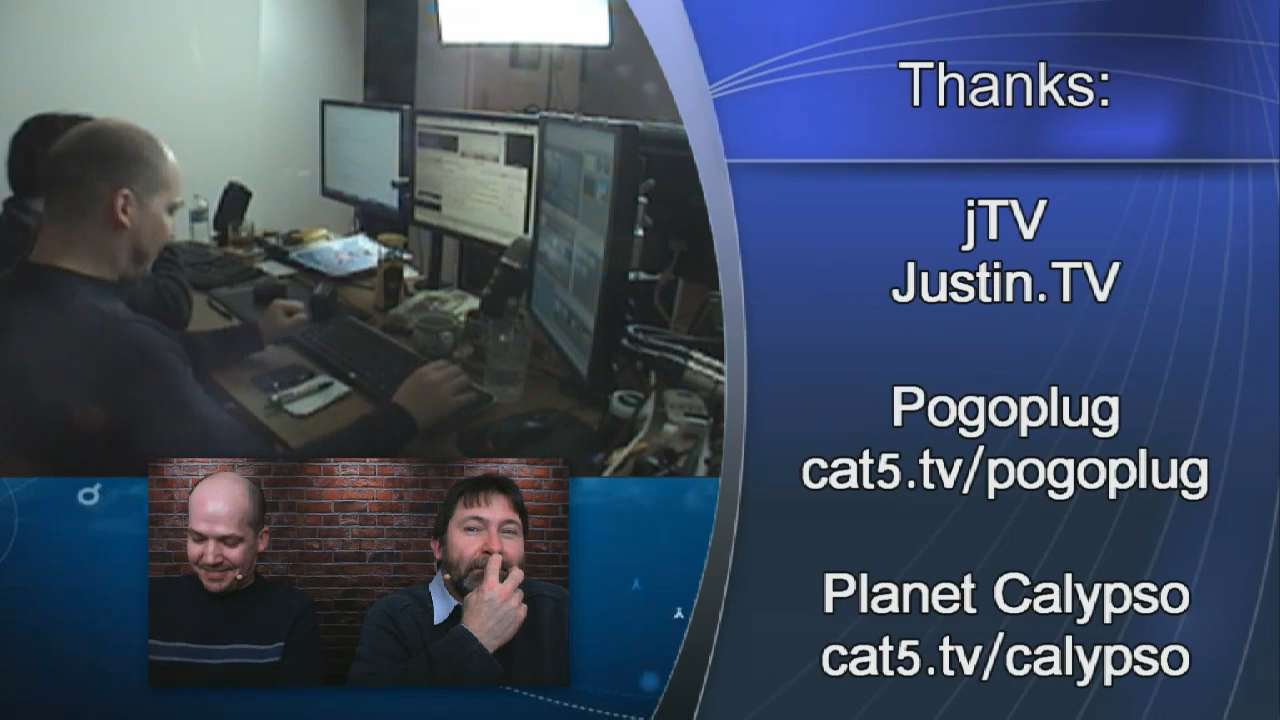 Thanks:
jTV
Justin.TV
Pogoplug
cat5.tv/pogoplug
Planet Calypso
cat5.tv/calypso